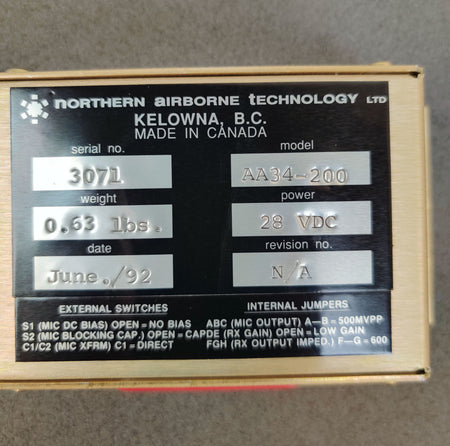 NORTHERN AIRBORNE TECHNOLOGY LTD
KELOWNA, B.C.
MADE IN CANADA
serial no. model
3071 AA34-200
weight power
0.63 lbs. 28 VDC
date revision no.
June./92 N/A
EXTERNAL SWITCHES INTERNAL JUMPERS
S1 (MIC DC BIAS) OPEN = NO BIAS ABC (MIC OUTPUT) A-B = 500MVPP
S2 (MIC BLOCKING CAP.) OPEN = CAP DE (RX GAIN) OPEN = LOW GAIN
C1/C2 (MIC XFRM) C1 = DIRECT FGH (RX OUTPUT IMPED.) F-G = 600